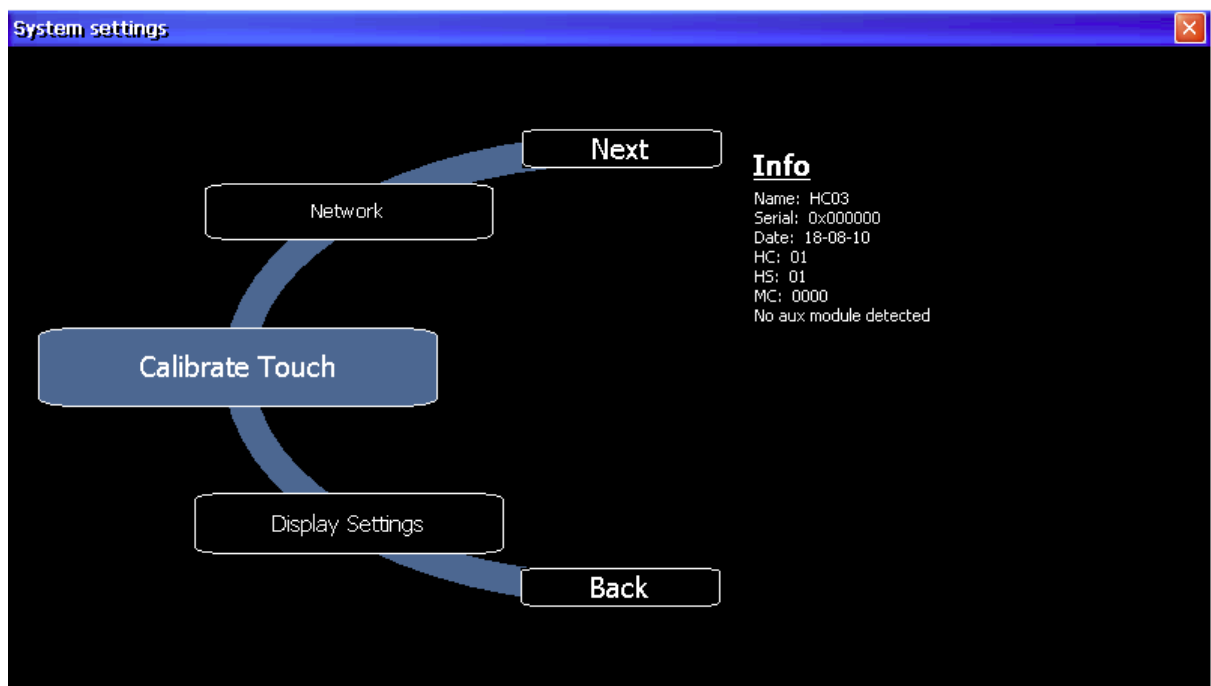 System settings
Next
Network
Calibrate Touch
Display Settings
Back
Info
Name: HC03
Serial: 0x000000
Date: 18-08-10
HC: 01
HS: 01
MC: 0000
No aux module detected